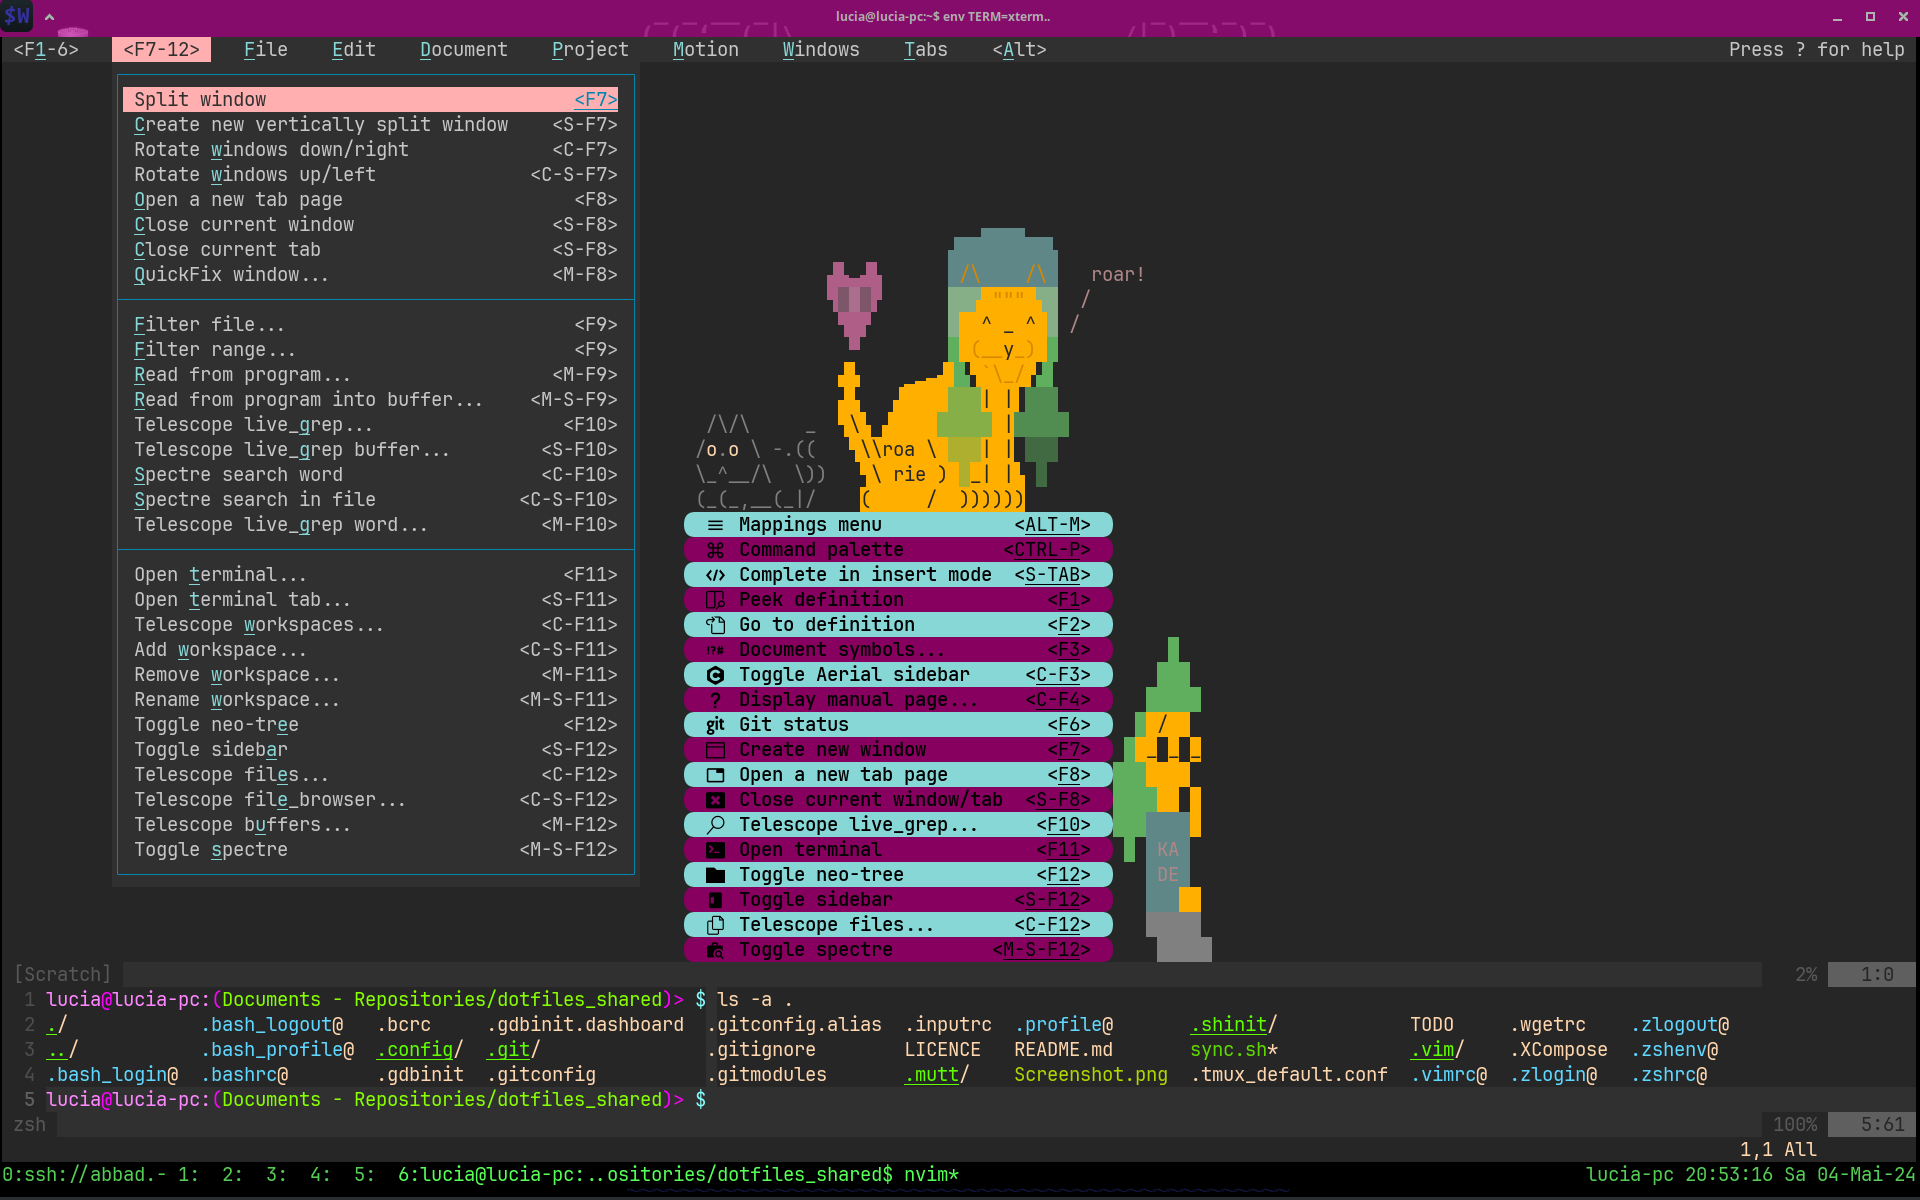 $W lucia@lucia-pc:~$ env TERM=xterm..
<F1-6> <F7-12> File Edit Document Project Motion Windows Tabs <Alt> Press ? for help
Split window <F7>
Create new vertically split window <S-F7>
Rotate windows down/right <C-F7>
Rotate windows up/left <C-S-F7>
Open a new tab page <F8>
Close current window <S-F8>
Close current tab <S-F8>
QuickFix window... <M-F8>
Filter file... <F9>
Filter range... <F9>
Read from program... <M-F9>
Read from program into buffer... <M-S-F9>
Telescope live_grep... <F10>
Telescope live_grep buffer... <S-F10>
Spectre search word <C-F10>
Spectre search in file <C-S-F10>
Telescope live_grep word... <M-F10>
Open terminal... <F11>
Open terminal tab... <S-F11>
Telescope workspaces... <C-F11>
Add workspace... <C-S-F11>
Remove workspace... <M-F11>
Rename workspace... <M-S-F11>
Toggle neo-tree <F12>
Toggle sidebar <S-F12>
Telescope files... <C-F12>
Telescope file_browser... <C-S-F12>
Telescope buffers... <M-F12>
Toggle spectre <M-S-F12>
roar!
roa
rie
Mappings menu <ALT-M>
Command palette <CTRL-P>
Complete in insert mode <S-TAB>
Peek definition <F1>
Go to definition <F2>
!?# Document symbols... <F3>
Toggle Aerial sidebar <C-F3>
? Display manual page... <C-F4>
git Git status <F6>
Create new window <F7>
Open a new tab page <F8>
Close current window/tab <S-F8>
Telescope live_grep... <F10>
Open terminal <F11>
Toggle neo-tree <F12>
Toggle sidebar <S-F12>
Telescope files... <C-F12>
Toggle spectre <M-S-F12>
KA
DE
[Scratch] 2% 1:0
1 lucia@lucia-pc:(Documents - Repositories/dotfiles_shared)> $ ls -a .
2 ./ .bash_logout@ .bcrc .gdbinit.dashboard .gitconfig.alias .inputrc .profile@ .shinit/ TODO .wgetrc .zlogout@
3 ../ .bash_profile@ .config/ .git/ .gitignore LICENCE README.md sync.sh* .vim/ .XCompose .zshenv@
4 .bash_login@ .bashrc@ .gdbinit .gitconfig .gitmodules .mutt/ Screenshot.png .tmux_default.conf .vimrc@ .zlogin@ .zshrc@
5 lucia@lucia-pc:(Documents - Repositories/dotfiles_shared)> $
zsh 100% 5:61
1,1 All
0:ssh://abbad.- 1: 2: 3: 4: 5: 6:lucia@lucia-pc:..ositories/dotfiles_shared$ nvim* lucia-pc 20:53:16 Sa 04-Mai-24